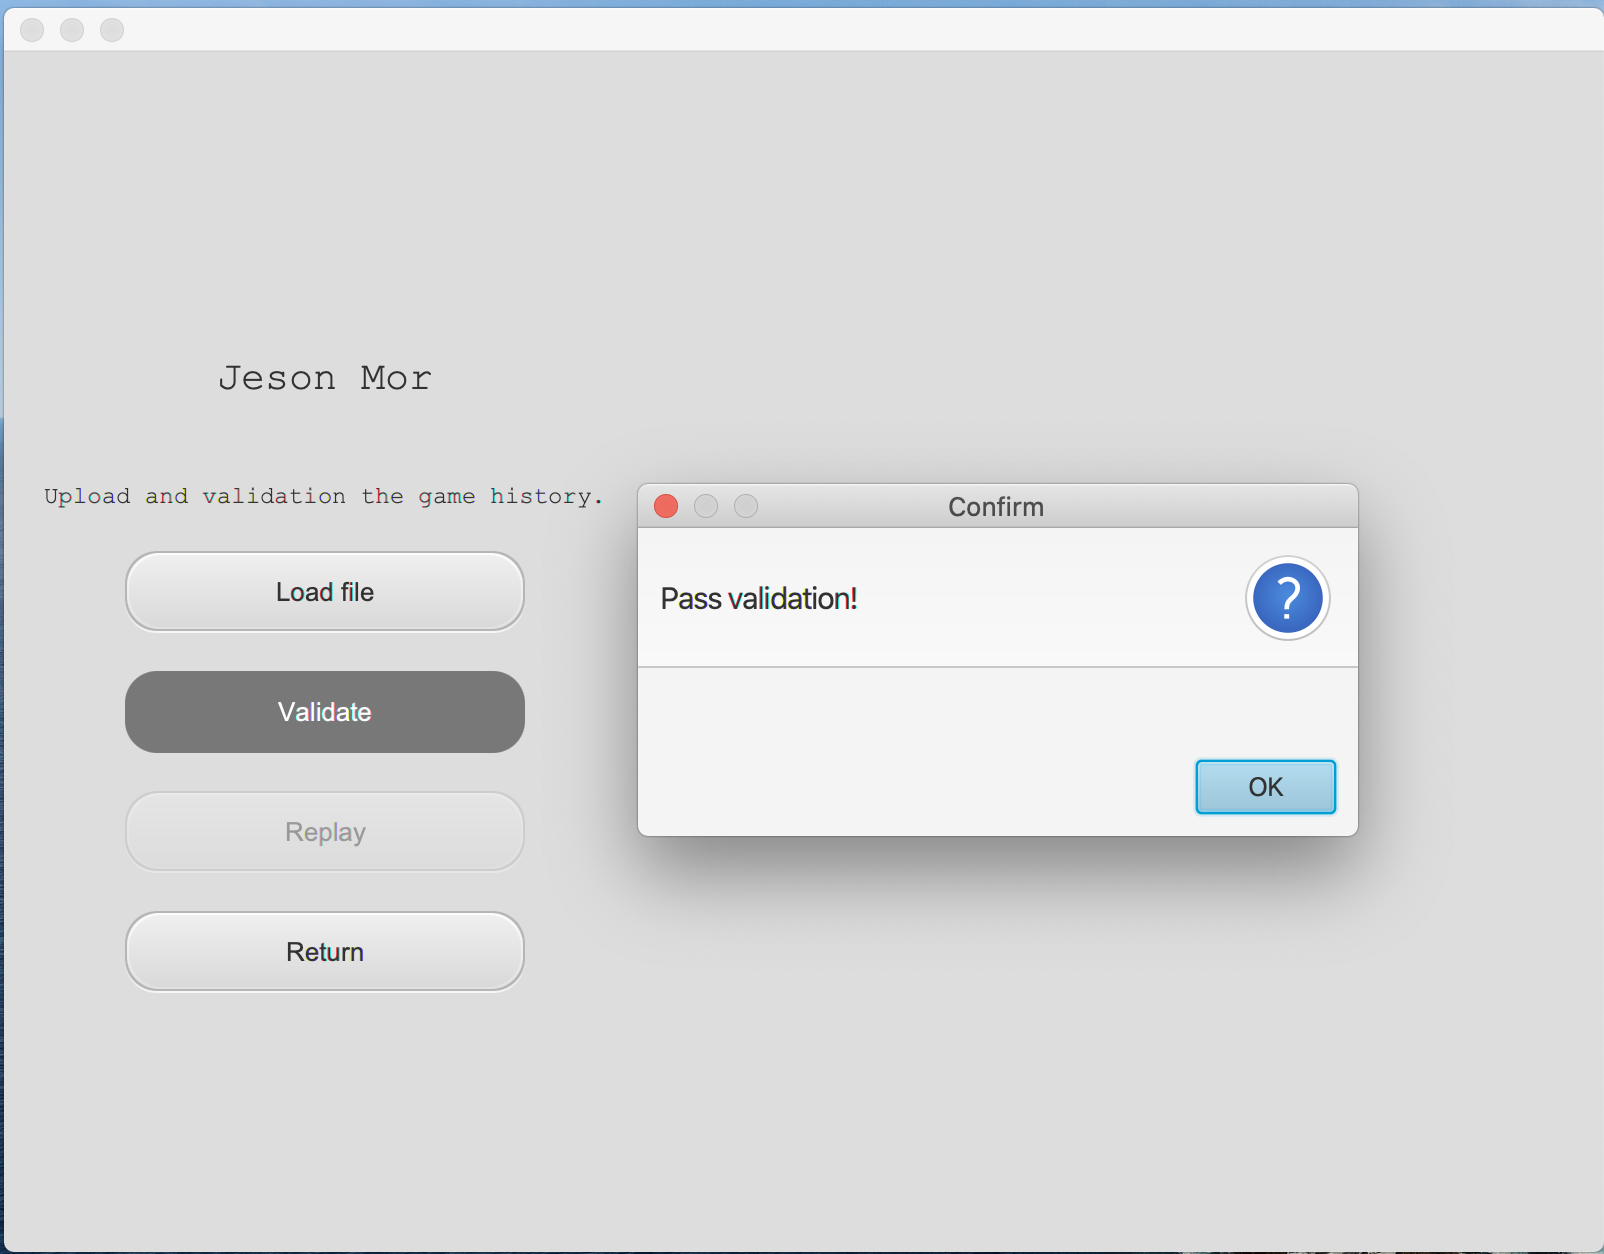 Jeson Mor
Upload and validation the game history.
Load file
Validate
Replay
Return
Confirm
Pass validation!
?
OK